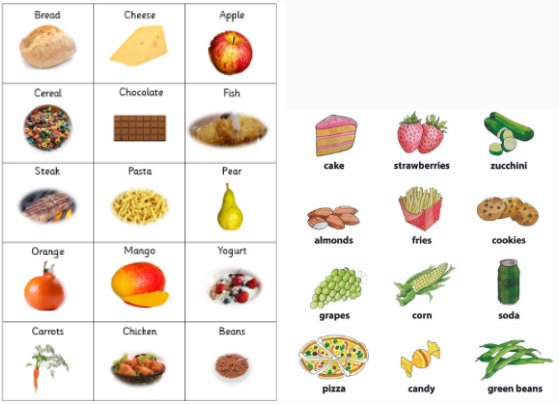 Bread Cheese Apple
Cereal Chocolate Fish
Steak Pasta Pear
Orange Mango Yogurt
Carrots Chicken Beans
cake strawberries zucchini
almonds fries cookies
grapes corn soda
pizza candy green beans